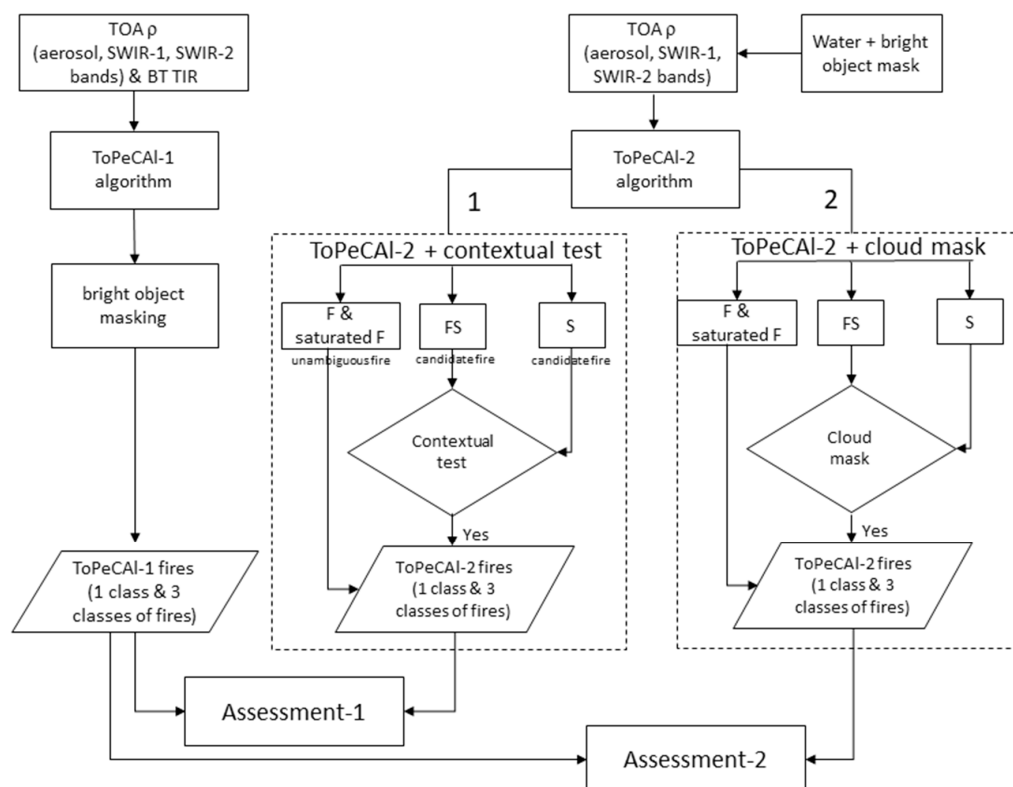 TOA ρ
(aerosol, SWIR-1, SWIR-2
bands) & BT TIR
ToPeCAl-1
algorithm
bright object
masking
ToPeCAl-1 fires
(1 class & 3
classes of fires)
TOA ρ
(aerosol, SWIR-1,
SWIR-2 bands)
Water + bright
object mask
ToPeCAl-2
algorithm
1
2
ToPeCAl-2 + contextual test
F &
saturated F
unambiguous fire
FS
candidate fire
S
candidate fire
Contextual
test
Yes
ToPeCAl-2 fires
(1 class & 3
classes of fires)
ToPeCAl-2 + cloud mask
F &
saturated F
FS
S
Cloud
mask
Yes
ToPeCAl-2 fires
(1 class & 3
classes of fires)
Assessment-1
Assessment-2